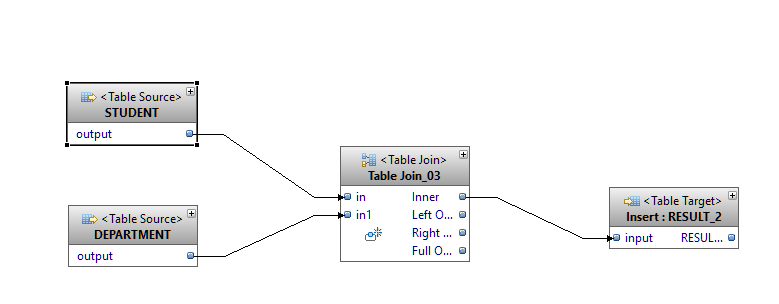 <Table Source>
STUDENT
output
<Table Source>
DEPARTMENT
output
<Table Join>
Table Join_03
in Inner
in1 Left O...
Right ...
Full O...
<Table Target>
Insert : RESULT_2
input RESUL...